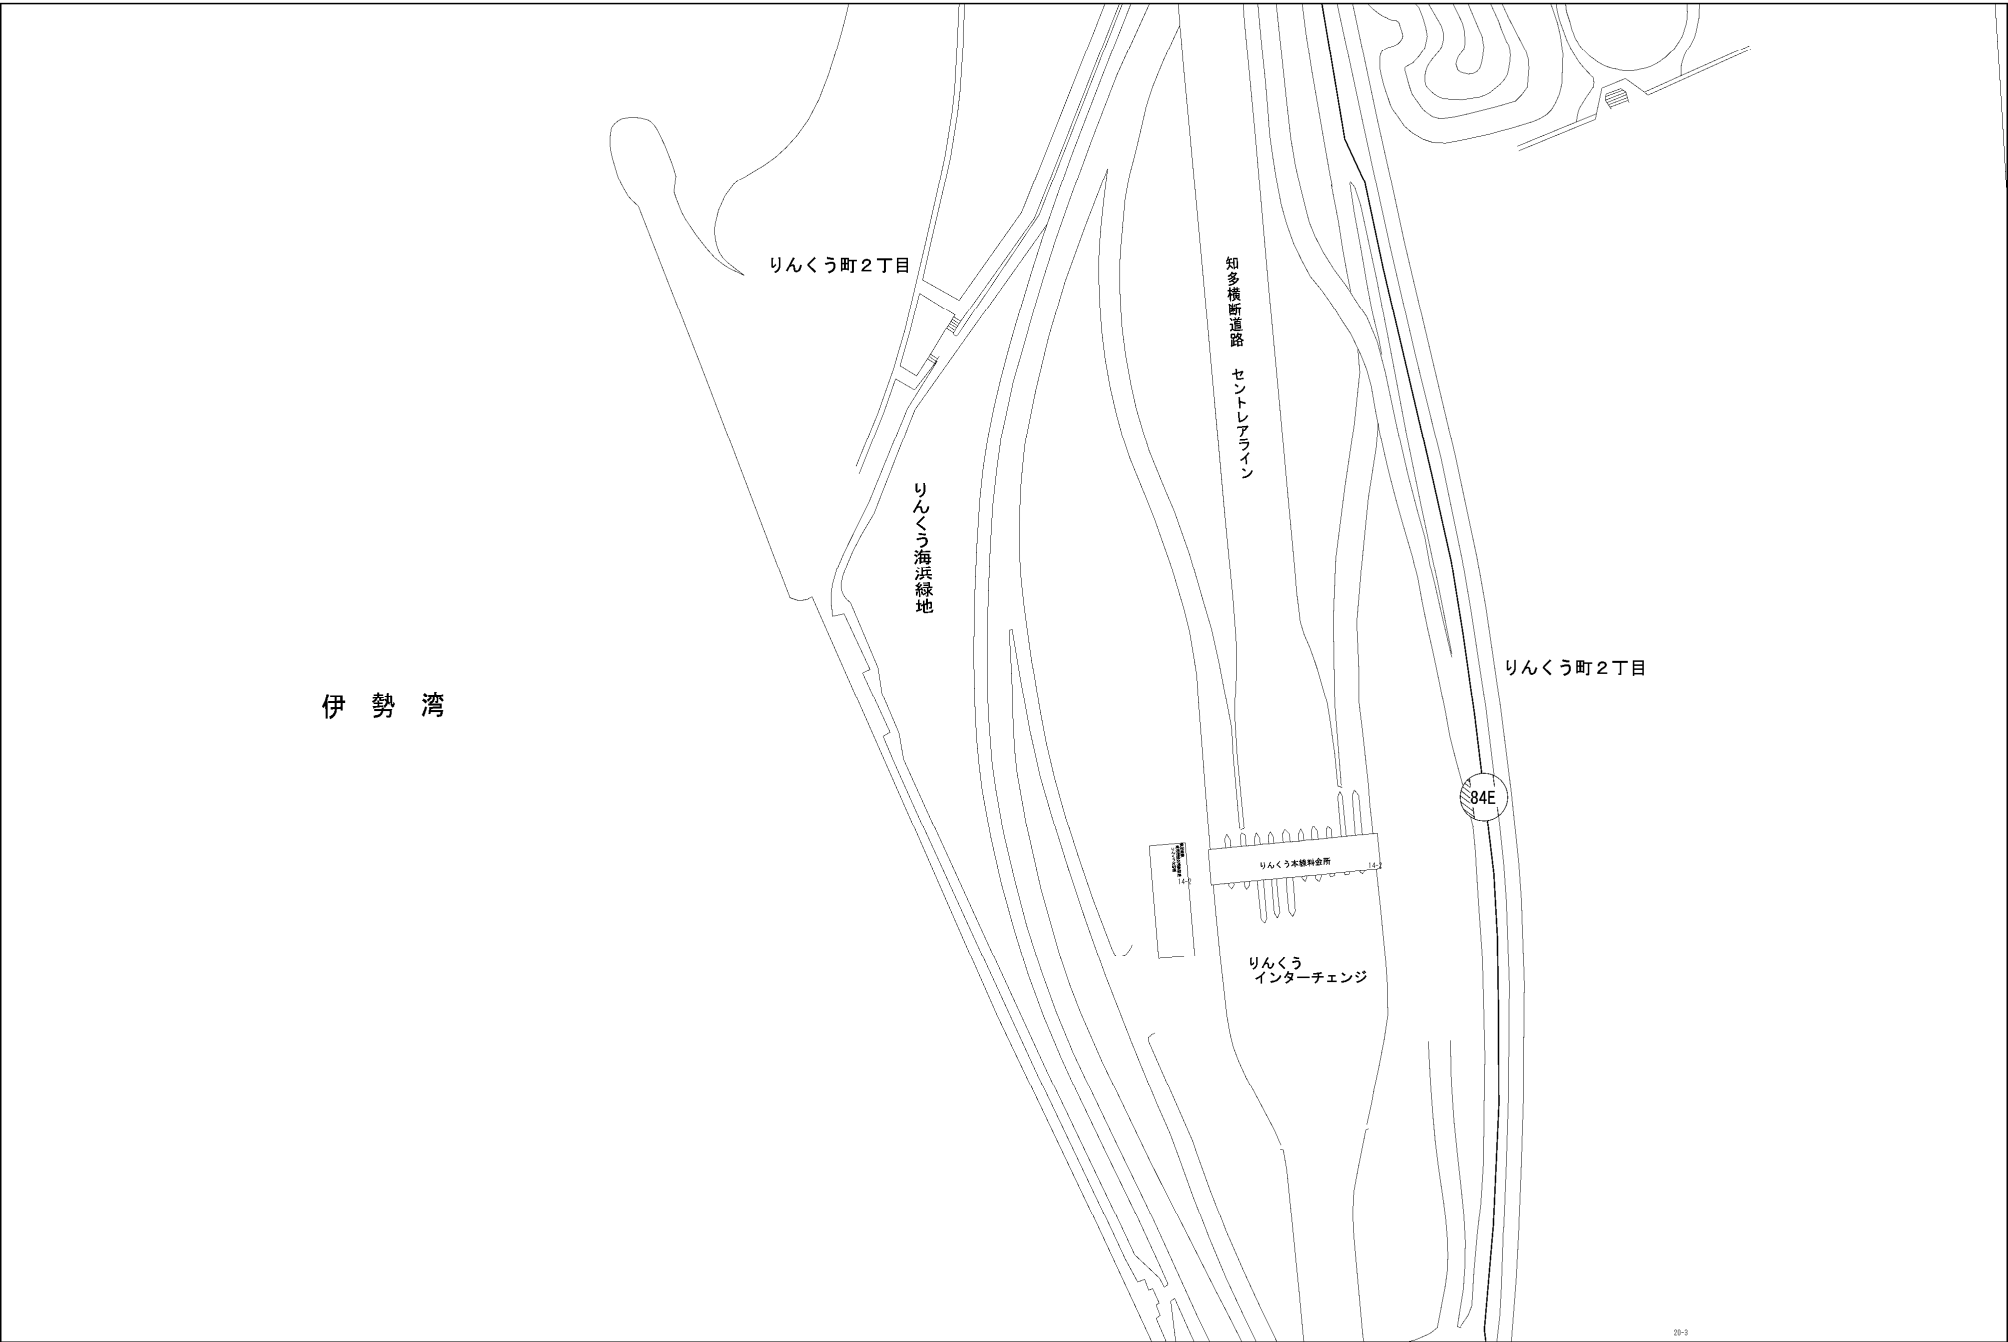 りんくう町２丁目
知多横断道路　セントレアライン
りんくう海浜緑地
りんくう町２丁目
伊　勢　湾
84E
りんくう本線料金所
14-2
14-2
りんくう
インターチェンジ
20-3